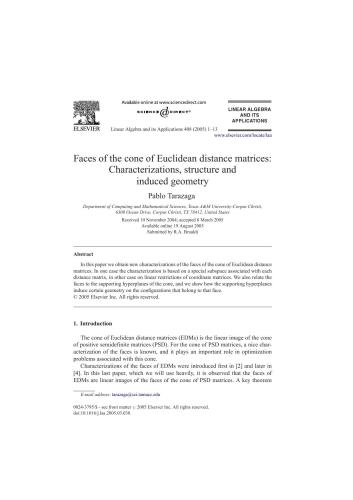 Available online at www.sciencedirect.com
SCIENCE DIRECT®
LINEAR ALGEBRA
AND ITS
APPLICATIONS
ELSEVIER
Linear Algebra and its Applications 408 (2005) 1–13
www.elsevier.com/locate/laa
Faces of the cone of Euclidean distance matrices:
Characterizations, structure and
induced geometry
Pablo Tarazaga
Department of Computing and Mathematical Sciences, Texas A&M University-Corpus Christi,
6300 Ocean Drive, Corpus Christi, TX 78412, United States
Received 10 November 2004; accepted 8 March 2005
Available online 19 August 2005
Submitted by R.A. Brualdi
Abstract
In this paper we obtain new characterizations of the faces of the cone of Euclidean distance
matrices. In one case the characterization is based on a special subspace associated with each
distance matrix, in other case on linear restrictions of coordinate matrices. We also relate the
faces to the supporting hyperplanes of the cone, and we show how the supporting hyperplanes
induce certain geometry on the configurations that belong to that face.
© 2005 Elsevier Inc. All rights reserved.
1. Introduction
The cone of Euclidean distance matrices (EDMs) is the linear image of the cone
of positive semidefinite matrices (PSD). For the cone of PSD matrices, a nice char-
acterization of the faces is known, and it plays an important role in optimization
problems associated with this cone.
Characterizations of the faces of EDMs were introduced first in [2] and later in
[4]. In this last paper, which we will use heavily, it is observed that the faces of
EDMs are linear images of the faces of the cone of PSD matrices. A key theorem
E-mail address: tarazaga@sci.tamucc.edu
0024-3795/$ - see front matter © 2005 Elsevier Inc. All rights reserved.